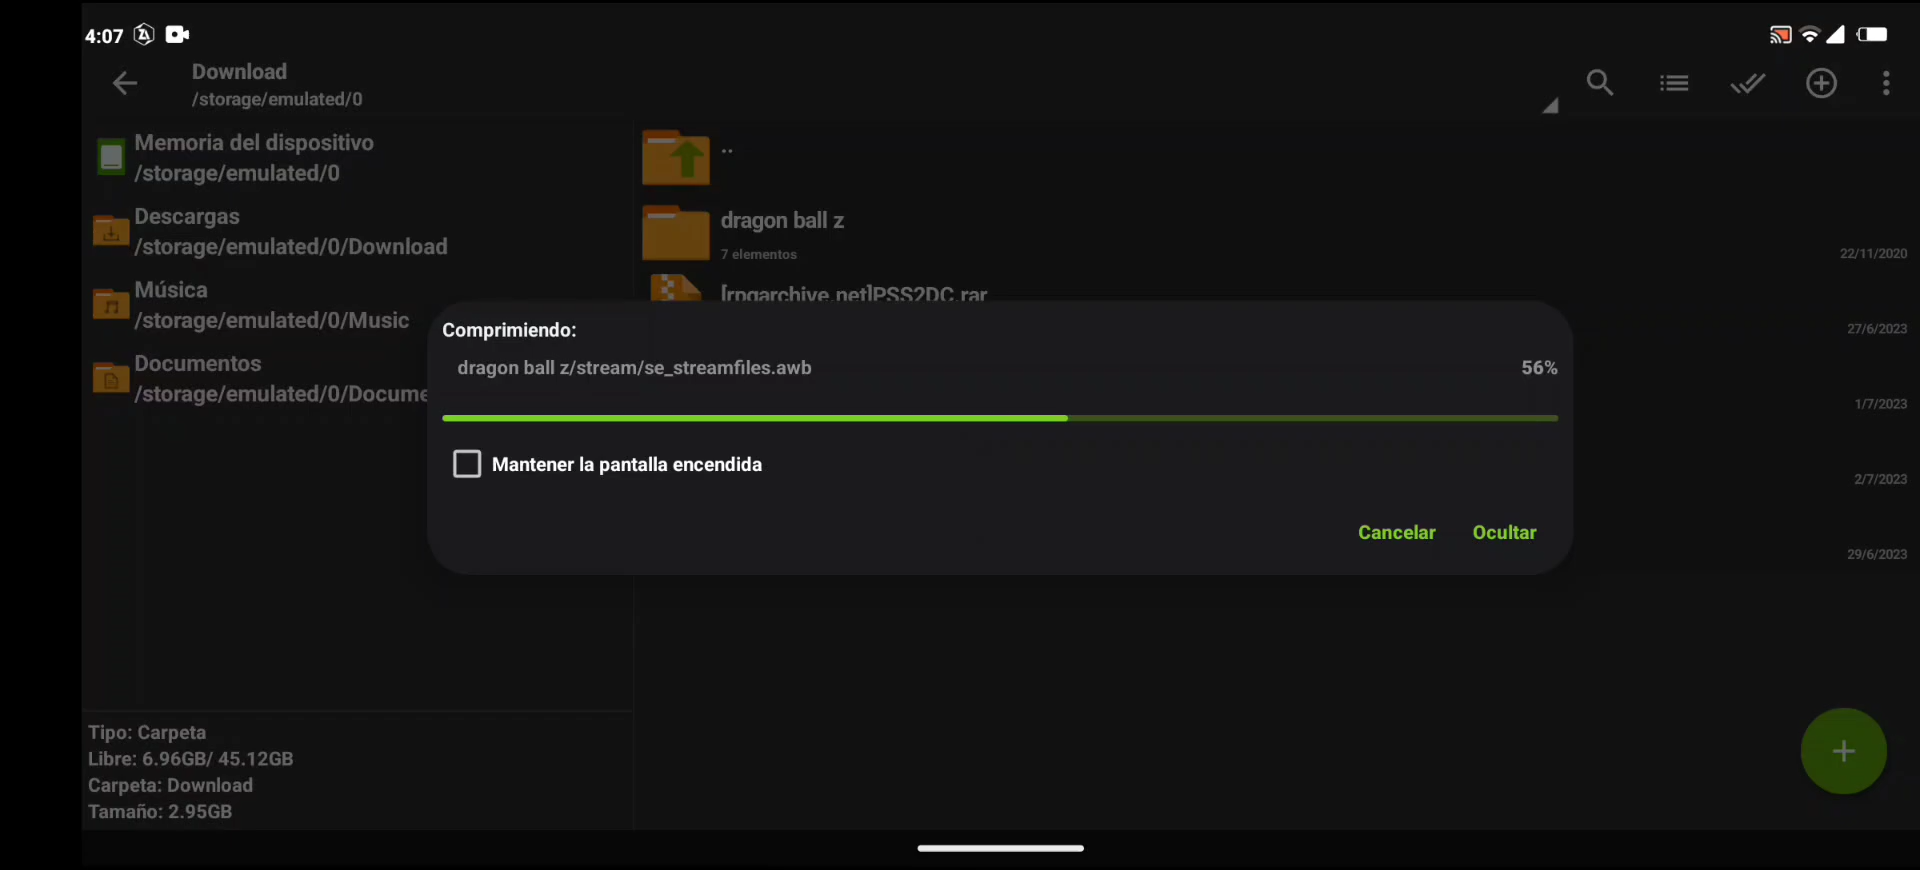 4:07
Download
/storage/emulated/0
Memoria del dispositivo
/storage/emulated/0
Descargas
/storage/emulated/0/Download
Música
/storage/emulated/0/Music
Documentos
/storage/emulated/0/Docume
Tipo: Carpeta
Libre: 6.96GB/ 45.12GB
Carpeta: Download
Tamaño: 2.95GB
..
dragon ball z
7 elementos
22/11/2020
[rpgarchive.net]PSS2DC.rar
27/6/2023
1/7/2023
2/7/2023
29/6/2023
Comprimiendo:
dragon ball z/stream/se_streamfiles.awb
56%
Mantener la pantalla encendida
Cancelar
Ocultar